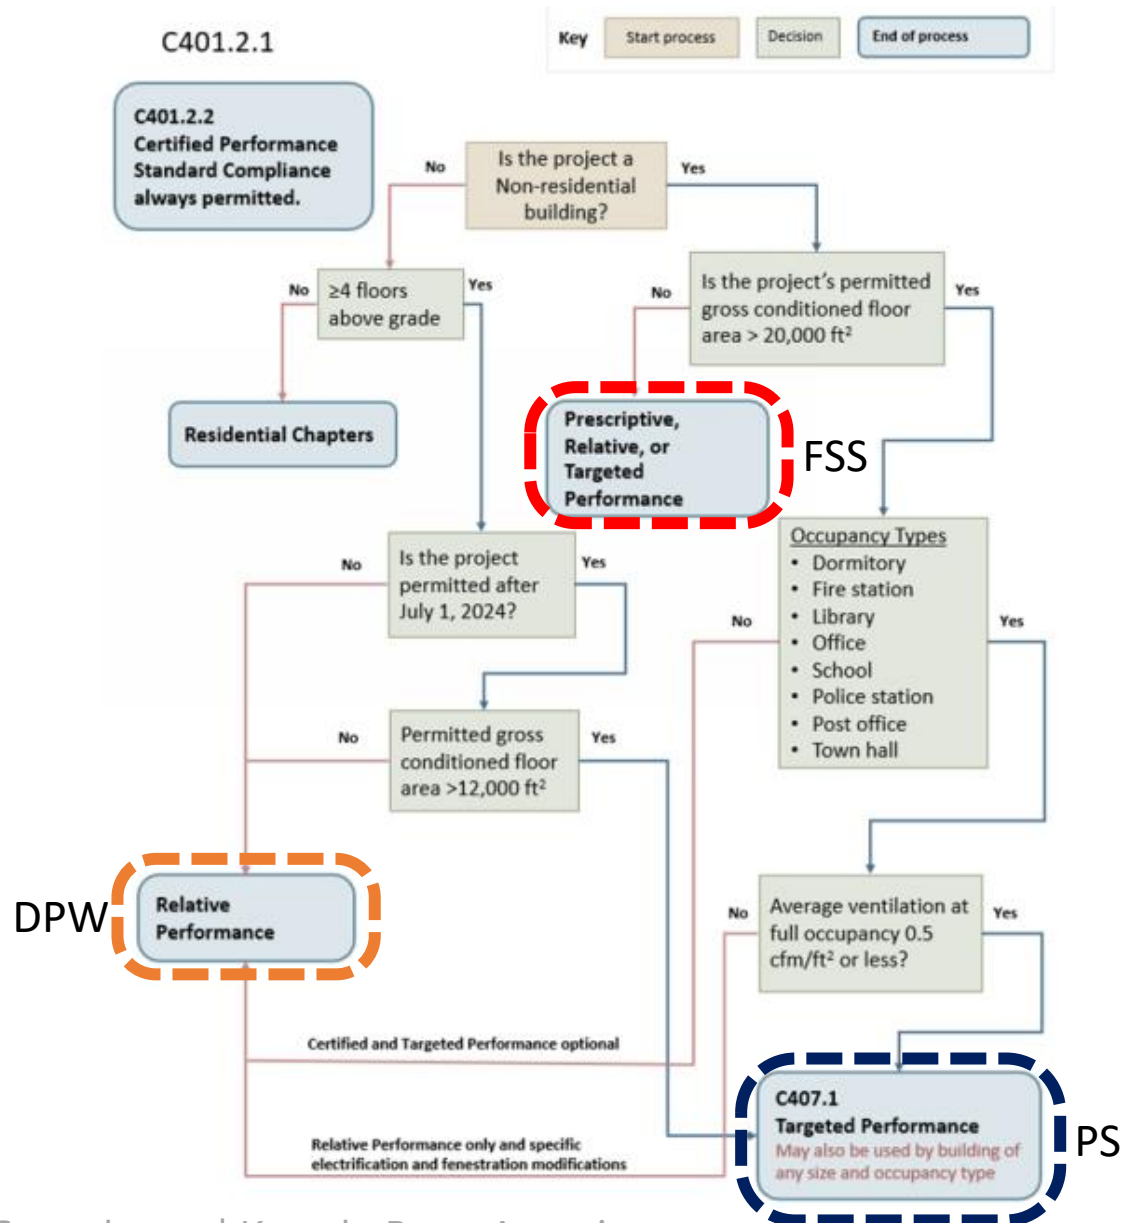 C401.2.1
Key
Start process
Decision
End of process
C401.2.2
Certified Performance
Standard Compliance
always permitted.
No
Is the project a
Non-residential
building?
Yes
No
≥4 floors
above grade
Yes
No
Is the project's permitted
gross conditioned floor
area > 20,000 ft²
Yes
Residential Chapters
Prescriptive,
Relative, or
Targeted
Performance
FSS
No
Is the project
permitted after
July 1, 2024?
Yes
No
Occupancy Types
• Dormitory
• Fire station
• Library
• Office
• School
• Police station
• Post office
• Town hall
Yes
No
Permitted gross
conditioned floor
area >12,000 ft²
Yes
DPW
Relative
Performance
No
Average ventilation at
full occupancy 0.5
cfm/ft² or less?
Yes
Certified and Targeted Performance optional
Relative Performance only and specific
electrification and fenestration modifications
C407.1
Targeted Performance
May also be used by building of
any size and occupancy type
PS